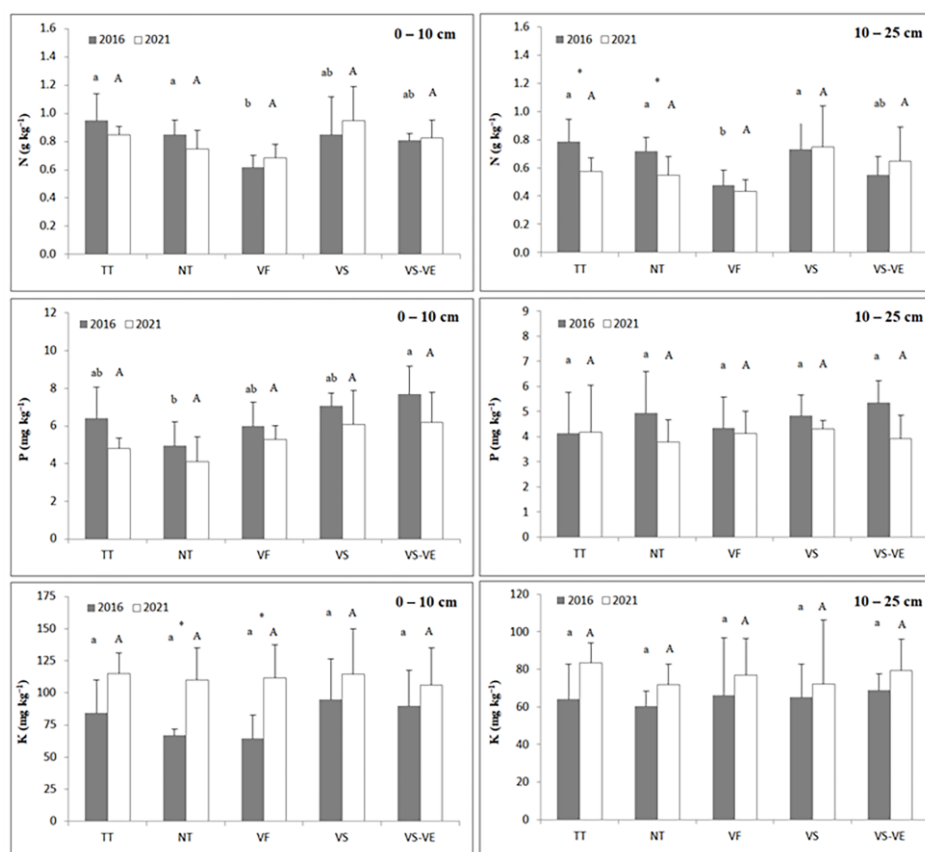 0 – 10 cm
2016 2021
N (g kg⁻¹)
1.6
1.4
1.2
1.0
0.8
0.6
0.4
0.2
0.0
a A a A b A ab A ab A
TT NT VF VS VS-VE
10 – 25 cm
2016 2021
N (g kg⁻¹)
1.6
1.4
1.2
1.0
0.8
0.6
0.4
0.2
0.0
* *
a A a A b A a A ab A
TT NT VF VS VS-VE
0 – 10 cm
2016 2021
P (mg kg⁻¹)
12
10
8
6
4
2
0
ab A b A ab A ab A a A
TT NT VF VS VS-VE
10 – 25 cm
2016 2021
P (mg kg⁻¹)
9
8
7
6
5
4
3
2
1
0
a A a A a A a A a A
TT NT VF VS VS-VE
0 – 10 cm
2016 2021
K (mg kg⁻¹)
175
150
125
100
75
50
25
0
* *
a A a A a A a A a A
TT NT VF VS VS-VE
10 – 25 cm
2016 2021
K (mg kg⁻¹)
120
100
80
60
40
20
0
a A a A a A a A a A
TT NT VF VS VS-VE